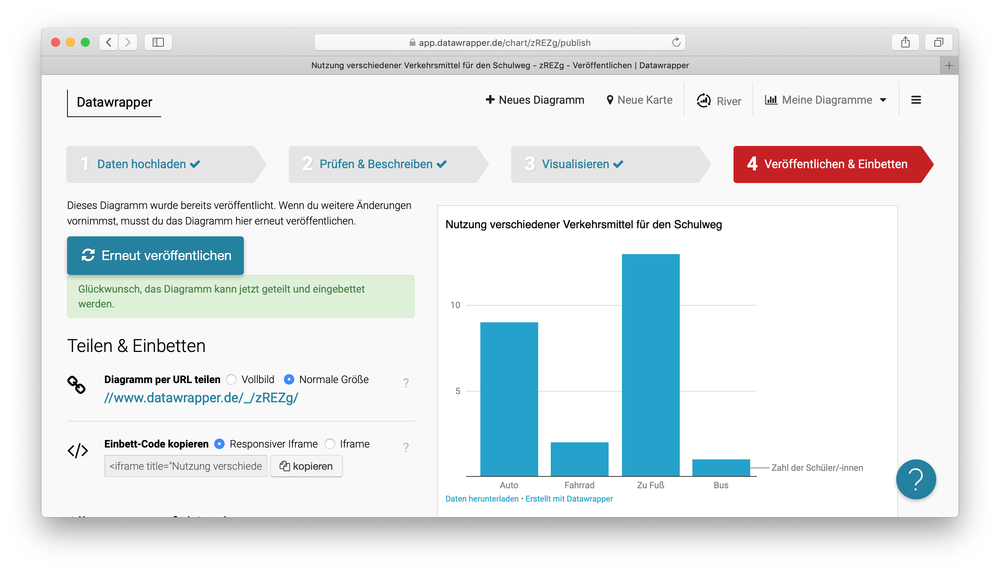 app.datawrapper.de/chart/zREZg/publish
Nutzung verschiedener Verkehrsmittel für den Schulweg - zREZg - Veröffentlichen | Datawrapper
Datawrapper
Neues Diagramm
Neue Karte
River
Meine Diagramme
1 Daten hochladen
2 Prüfen & Beschreiben
3 Visualisieren
4 Veröffentlichen & Einbetten
Dieses Diagramm wurde bereits veröffentlicht. Wenn du weitere Änderungen
vornimmst, musst du das Diagramm hier erneut veröffentlichen.
Erneut veröffentlichen
Glückwunsch, das Diagramm kann jetzt geteilt und eingebettet
werden.
Teilen & Einbetten
Diagramm per URL teilen Vollbild Normale Größe ?
//www.datawrapper.de/_/zREZg/
Einbett-Code kopieren Responsiver Iframe Iframe ?
</> <iframe title="Nutzung verschiede kopieren
Nutzung verschiedener Verkehrsmittel für den Schulweg
10
5
Zahl der Schüler/-innen
Auto Fahrrad Zu Fuß Bus
Daten herunterladen • Erstellt mit Datawrapper
?